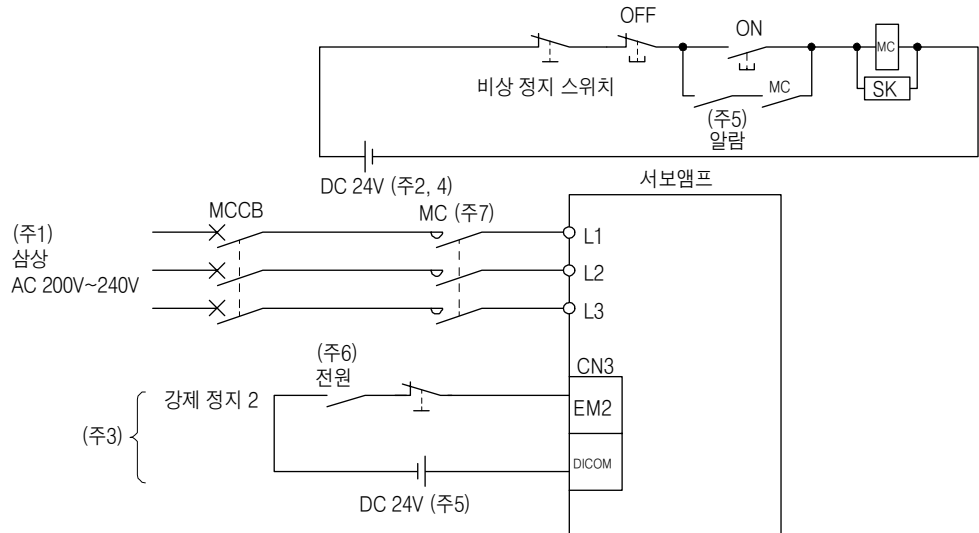 OFF
ON
MC
비상 정지 스위치
MC
SK
(주5)
알람
DC 24V (주2, 4)
서보앰프
MCCB
MC (주7)
(주1)
삼상
AC 200V~240V
L1
L2
L3
(주6)
전원
CN3
강제 정지 2
EM2
(주3)
DICOM
DC 24V (주5)